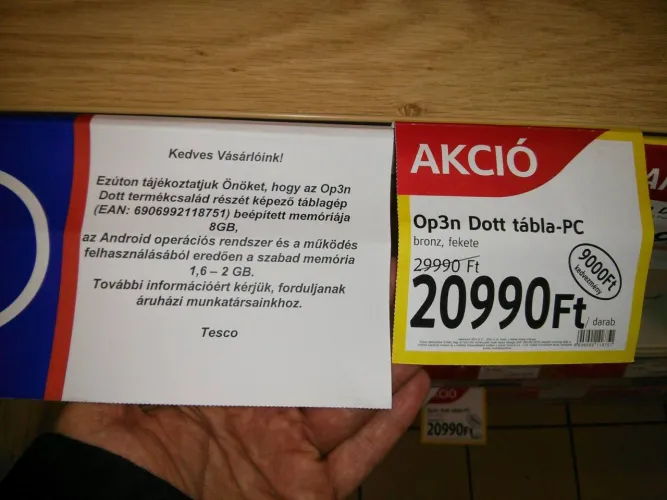 Kedves Vásárlóink!
Ezúton tájékoztatjuk Önöket, hogy az Op3n
Dott termékcsalád részét képező táblagép
(EAN: 6906992118751) beépített memóriája
8GB,
az Android operációs rendszer és a működés
felhasználásából eredően a szabad memória
1,6 – 2 GB.
További információért kérjük, forduljanak
áruházi munkatársainkhoz.
Tesco
AKCIÓ
Op3n Dott tábla-PC
bronz, fekete
29990 Ft
9000Ft
kedvezmény
20990Ft
/ darab
AKCIÓ
20990Ft